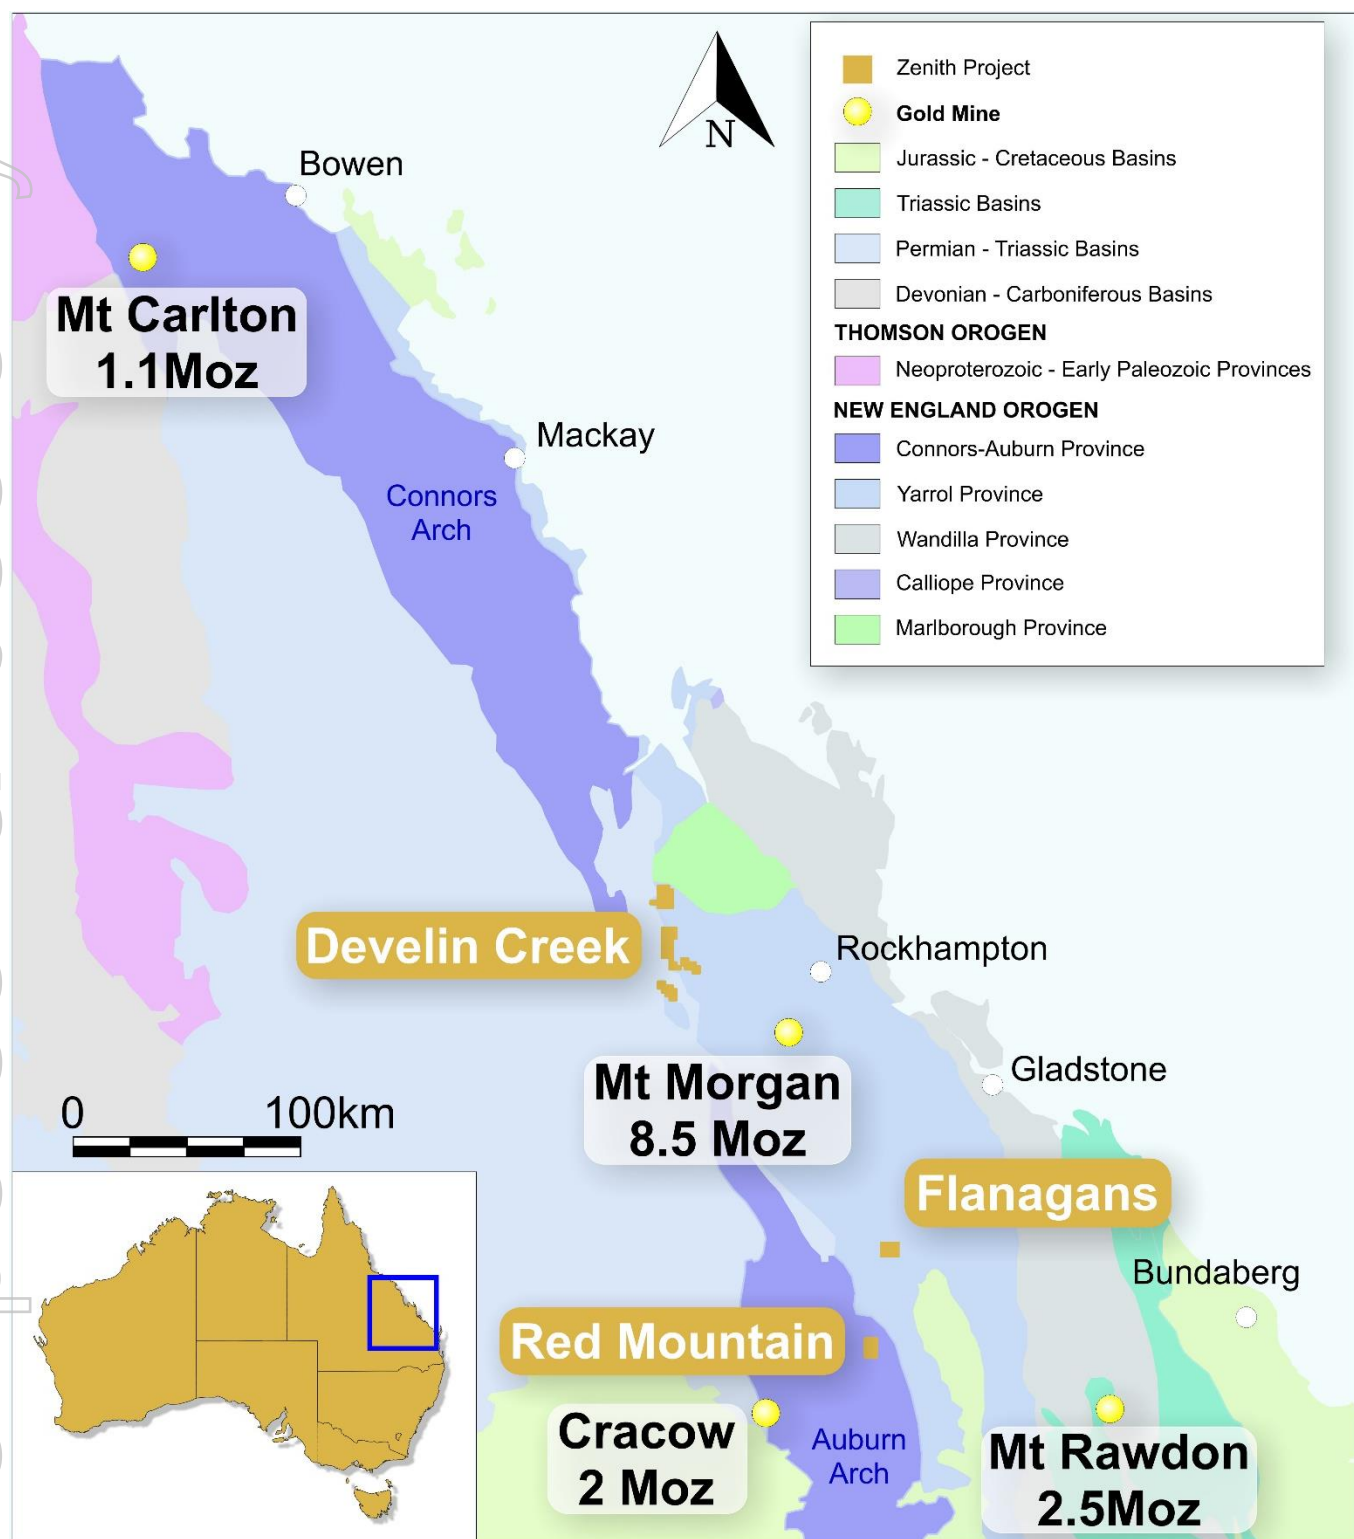 Zenith Project
Gold Mine
Jurassic - Cretaceous Basins
Triassic Basins
Permian - Triassic Basins
Devonian - Carboniferous Basins
THOMSON OROGEN
Neoproterozoic - Early Paleozoic Provinces
NEW ENGLAND OROGEN
Connors-Auburn Province
Yarrol Province
Wandilla Province
Calliope Province
Marlborough Province
N
Bowen
Mt Carlton
1.1Moz
Mackay
Connors
Arch
Develin Creek
Rockhampton
Mt Morgan
8.5 Moz
Gladstone
0 100km
Flanagans
Bundaberg
Red Mountain
Cracow
2 Moz
Auburn
Arch
Mt Rawdon
2.5Moz